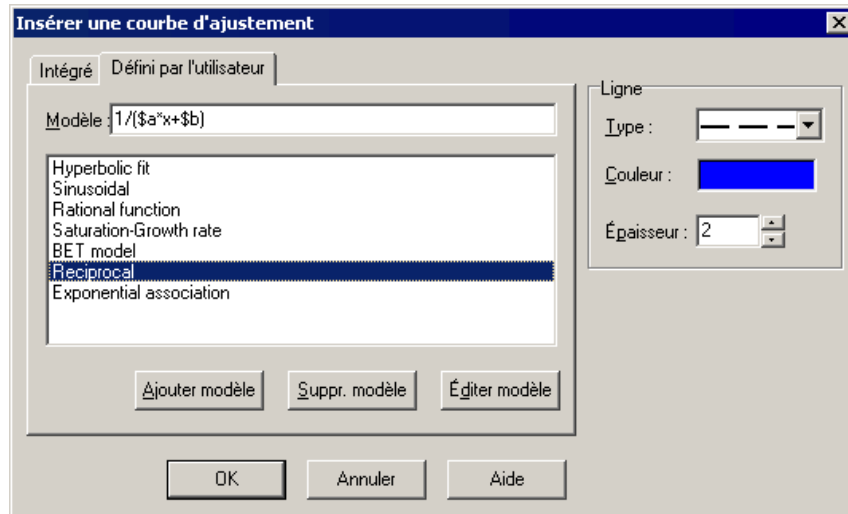 Insérer une courbe d'ajustement
Intégré
Défini par l'utilisateur
Modèle :
1/($a*x+$b)
Hyperbolic fit
Sinusoidal
Rational function
Saturation-Growth rate
BET model
Reciprocal
Exponential association
Ajouter modèle
Suppr. modèle
Éditer modèle
Ligne
Type :
Couleur :
Épaisseur :
2
OK
Annuler
Aide